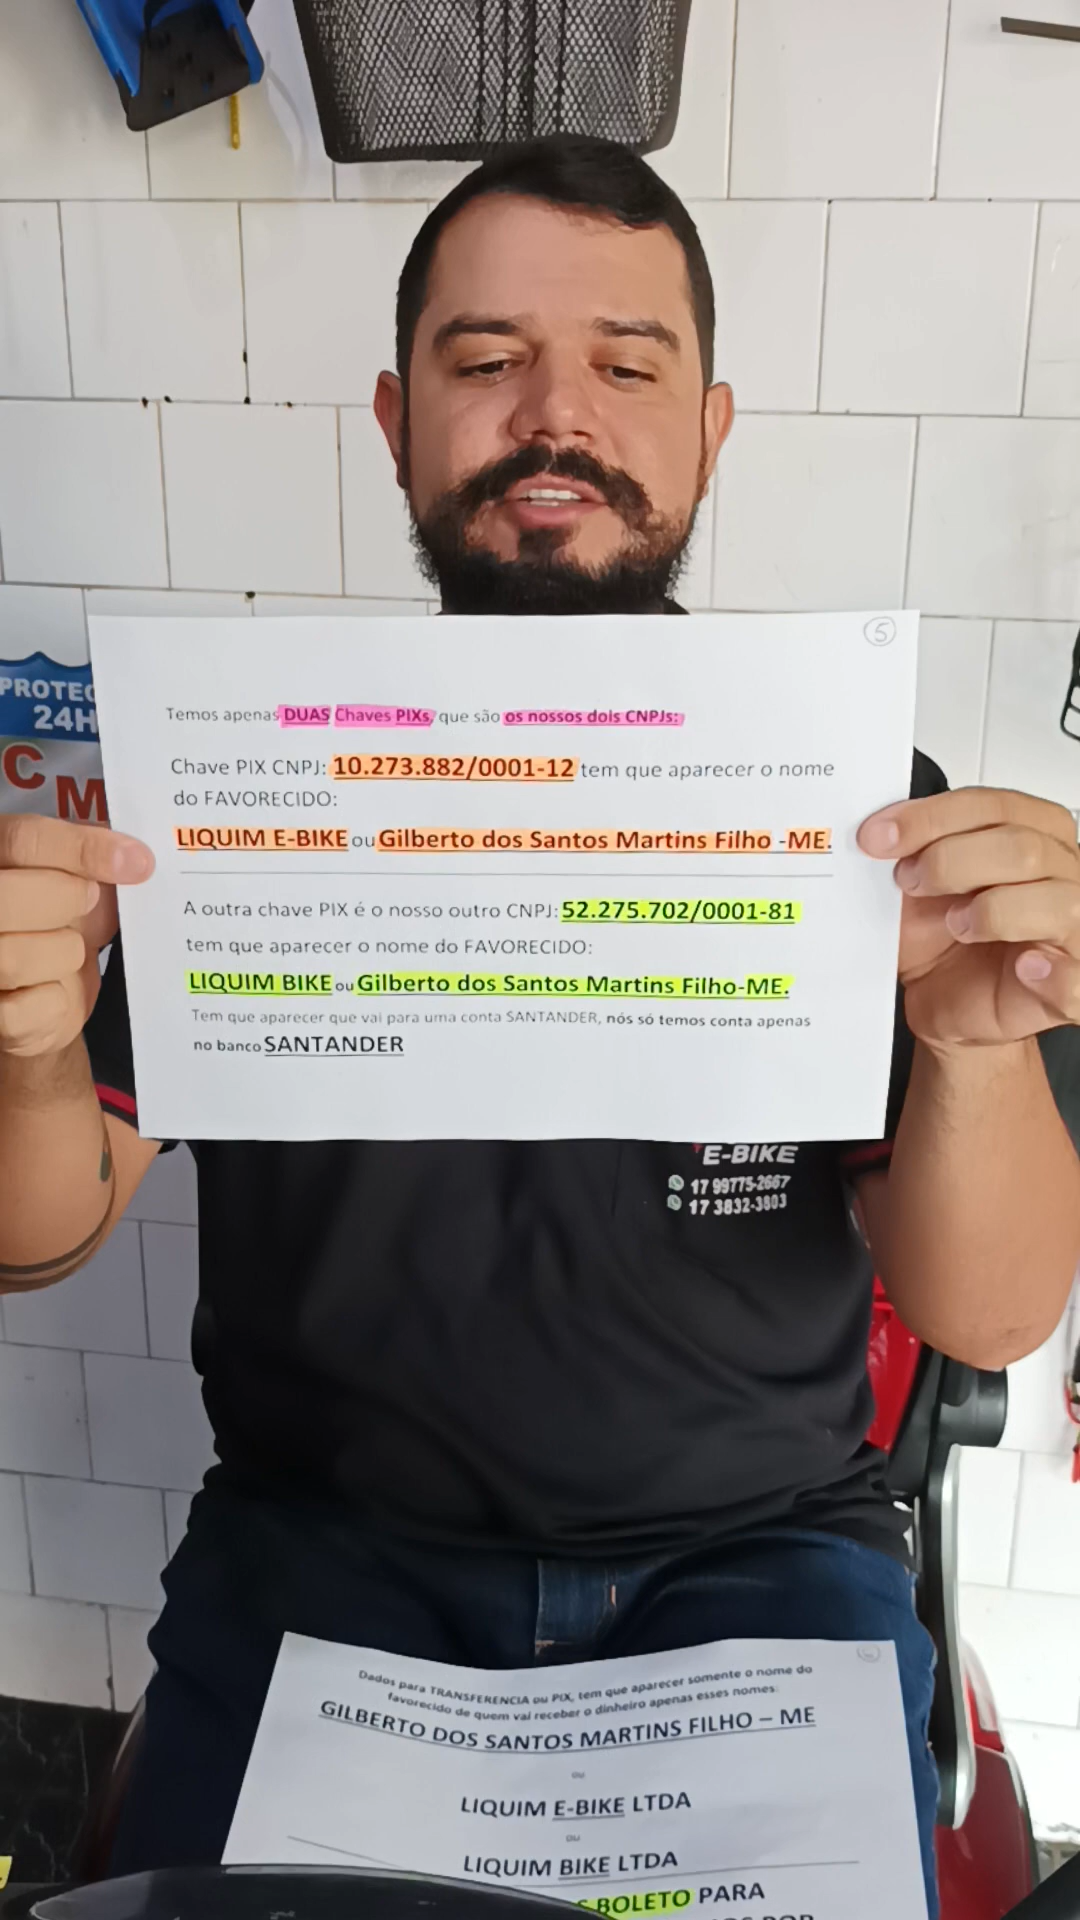 PROTEC
24H
C
M
5
Temos apenas DUAS Chaves PIXs, que são os nossos dois CNPJs:
Chave PIX CNPJ: 10.273.882/0001-12 tem que aparecer o nome
do FAVORECIDO:
LIQUIM E-BIKE ou Gilberto dos Santos Martins Filho -ME.
A outra chave PIX é o nosso outro CNPJ: 52.275.702/0001-81
tem que aparecer o nome do FAVORECIDO:
LIQUIM BIKE ou Gilberto dos Santos Martins Filho-ME.
Tem que aparecer que vai para uma conta SANTANDER, nós só temos conta apenas
no banco SANTANDER
E-BIKE
17 99775-2667
17 3832-3803
Dados para TRANSFERENCIA ou PIX, tem que aparecer somente o nome do
favorecido de quem vai receber o dinheiro apenas esses nomes:
GILBERTO DOS SANTOS MARTINS FILHO – ME
ou
LIQUIM E-BIKE LTDA
ou
LIQUIM BIKE LTDA
S BOLETO PARA